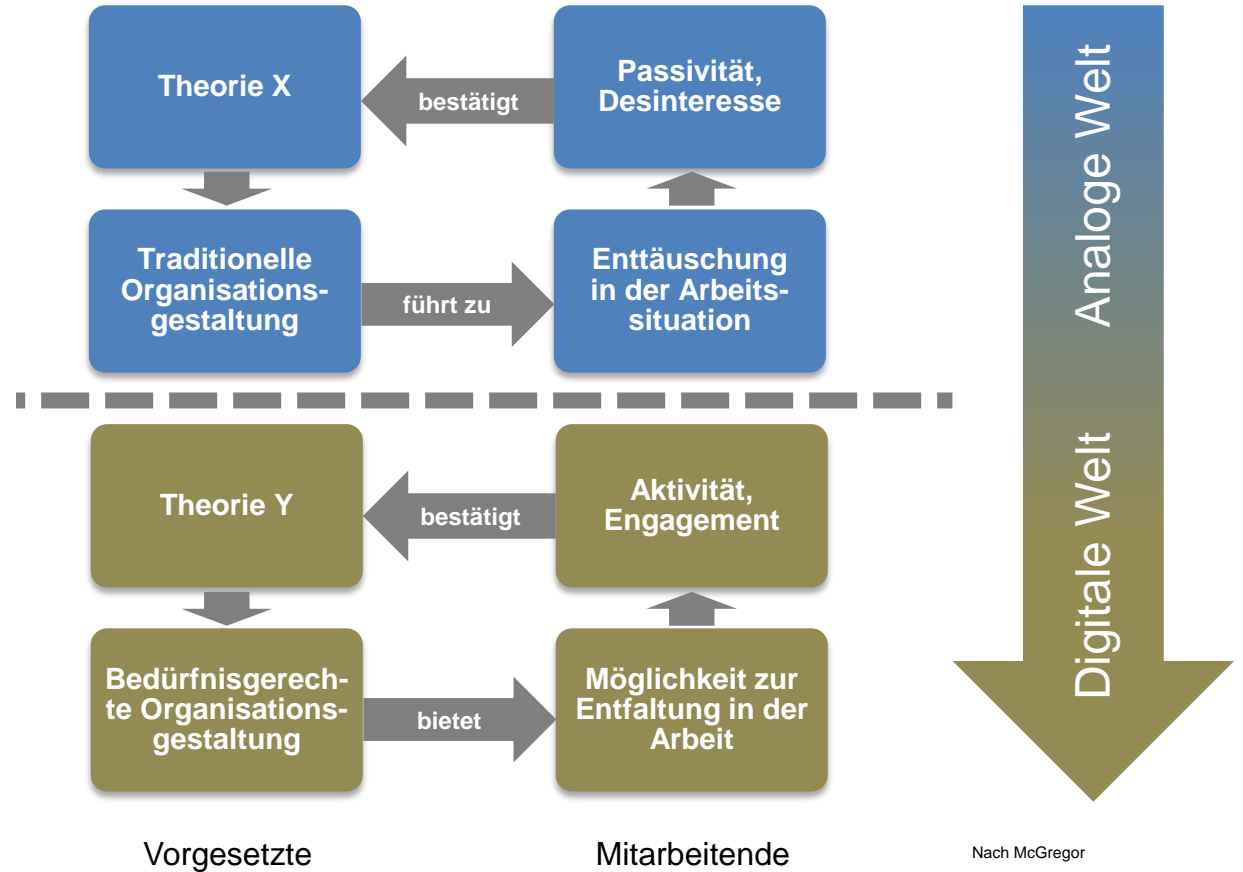 Theorie X
bestätigt
Passivität,
Desinteresse
Traditionelle
Organisations-
gestaltung
führt zu
Enttäuschung
in der Arbeits-
situation
Theorie Y
bestätigt
Aktivität,
Engagement
Bedürfnisgerech-
te Organisations-
gestaltung
bietet
Möglichkeit zur
Entfaltung in der
Arbeit
Vorgesetzte
Mitarbeitende
Analoge Welt
Digitale Welt
Nach McGregor